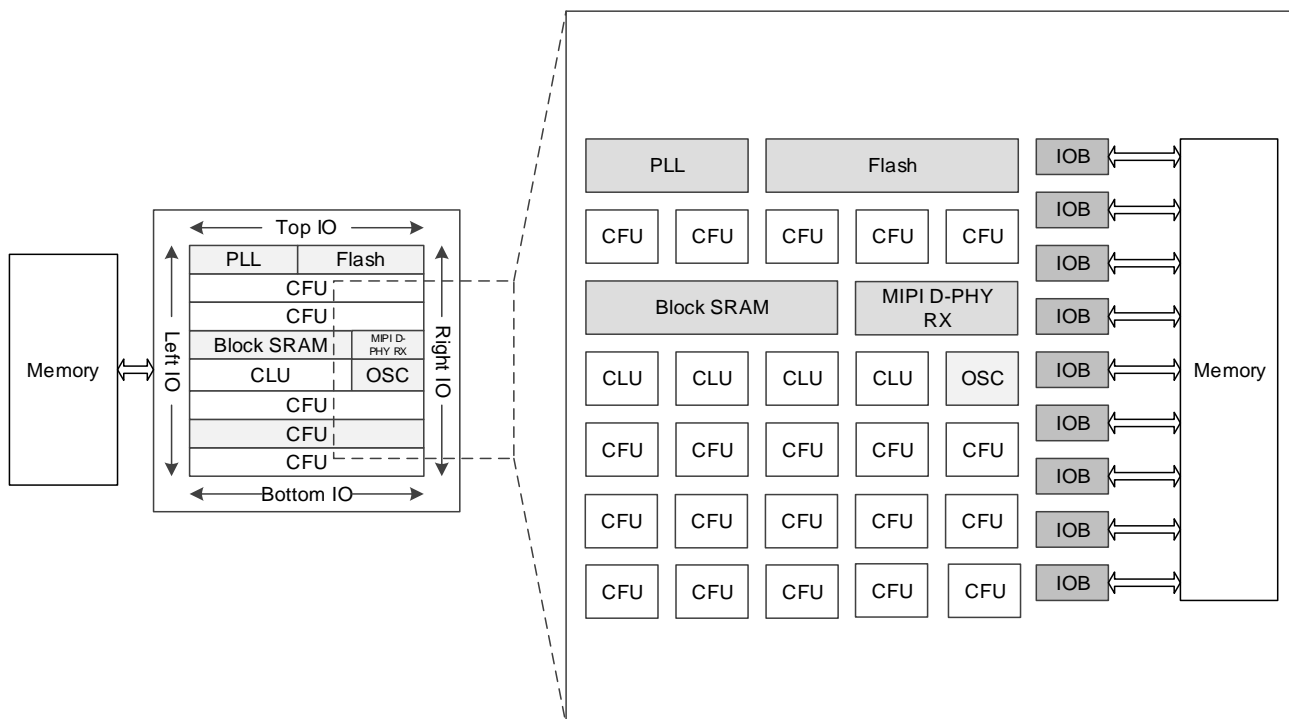 Memory
Top IO
Left IO
PLL Flash
CFU
CFU
Block SRAM MIPI D-
PHY RX
CLU OSC
CFU
CFU
CFU
Right IO
Bottom IO
PLL Flash IOB
CFU CFU CFU CFU CFU IOB
IOB
Block SRAM MIPI D-PHY
RX IOB
CLU CLU CLU CLU OSC IOB
Memory
CFU CFU CFU CFU CFU IOB
IOB
CFU CFU CFU CFU CFU IOB
CFU CFU CFU CFU CFU IOB